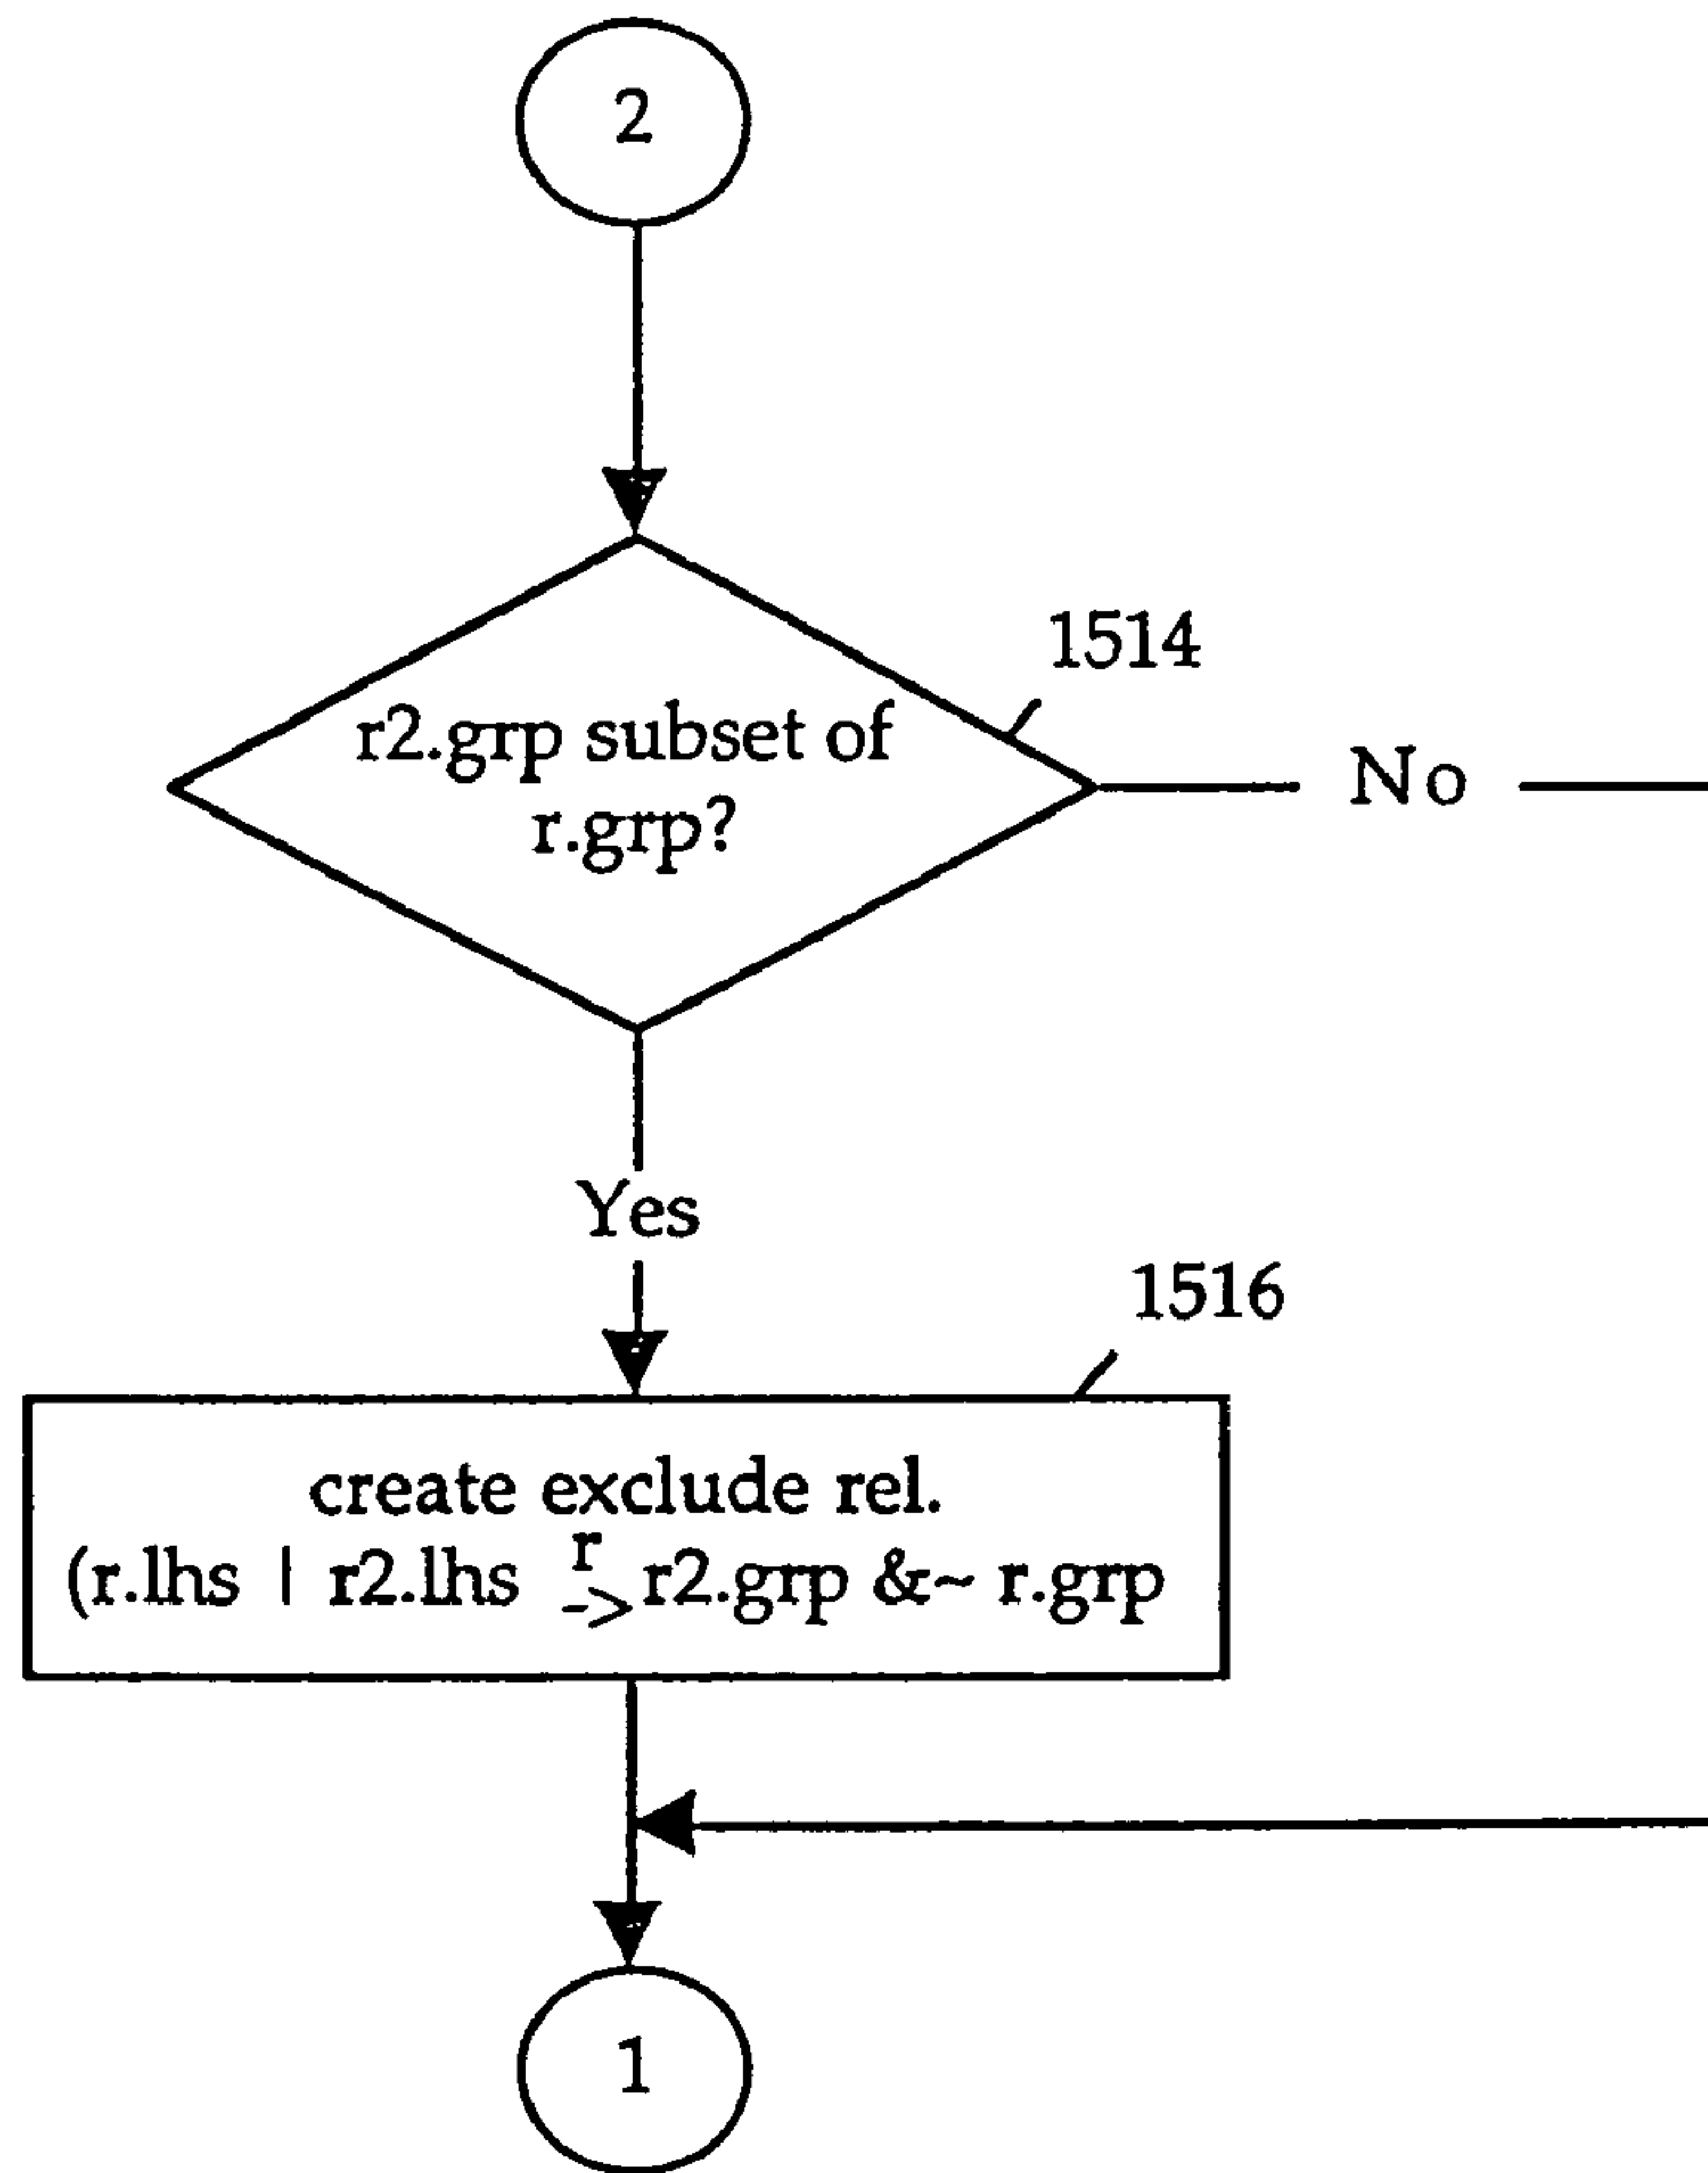 2
1514
r2.grp subset of
r.grp?
No
Yes
1516
create exclude rel.
r
(r.lhs | r2.lhs -> r2.grp &~ r.grp
1